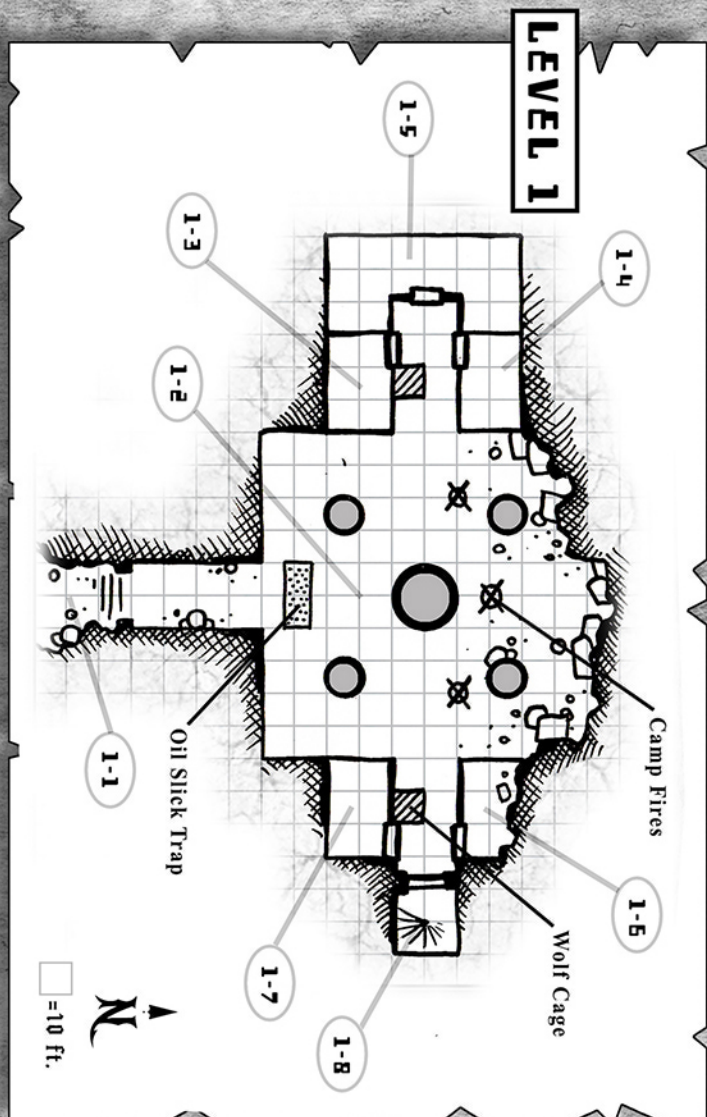 LEVEL 1
1-4
Camp Fires
1-6
Wolf Cage
1-5
1-8
1-3
1-7
1-2
Oil Slick Trap
1-1
N
=10 ft.